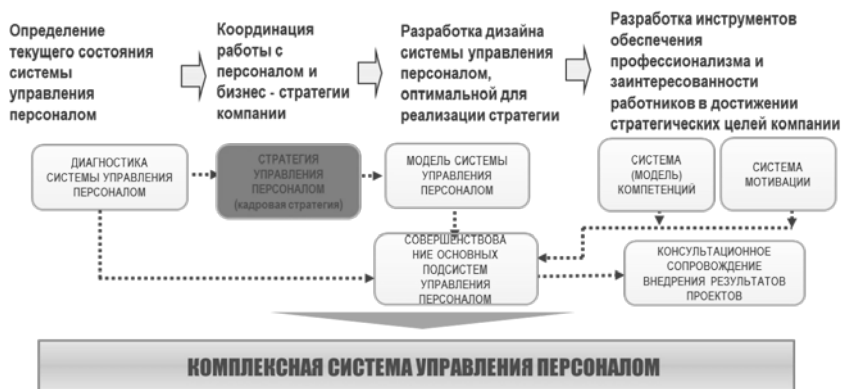 Определение
текущего состояния
системы
управления
персоналом
Координация
работы с
персоналом и
бизнес - стратегии
компании
Разработка дизайна
системы управления
персоналом,
оптимальной для
реализации стратегии
Разработка инструментов
обеспечения
профессионализма и
заинтересованности
работников в достижении
стратегических целей компании
ДИАГНОСТИКА
СИСТЕМЫ УПРАВЛЕНИЯ
ПЕРСОНАЛОМ
СТРАТЕГИЯ
УПРАВЛЕНИЯ
ПЕРСОНАЛОМ
(кадровая стратегия)
МОДЕЛЬ СИСТЕМЫ
УПРАВЛЕНИЯ
ПЕРСОНАЛОМ
СИСТЕМА
(МОДЕЛЬ)
КОМПЕТЕНЦИЙ
СИСТЕМА
МОТИВАЦИИ
СОВЕРШЕНСТВОВА
НИЕ ОСНОВНЫХ
ПОДСИСТЕМ
УПРАВЛЕНИЯ
ПЕРСОНАЛОМ
КОНСУЛЬТАЦИОННОЕ
СОПРОВОЖДЕНИЕ
ВНЕДРЕНИЯ РЕЗУЛЬТАТОВ
ПРОЕКТОВ
КОМПЛЕКСНАЯ СИСТЕМА УПРАВЛЕНИЯ ПЕРСОНАЛОМ